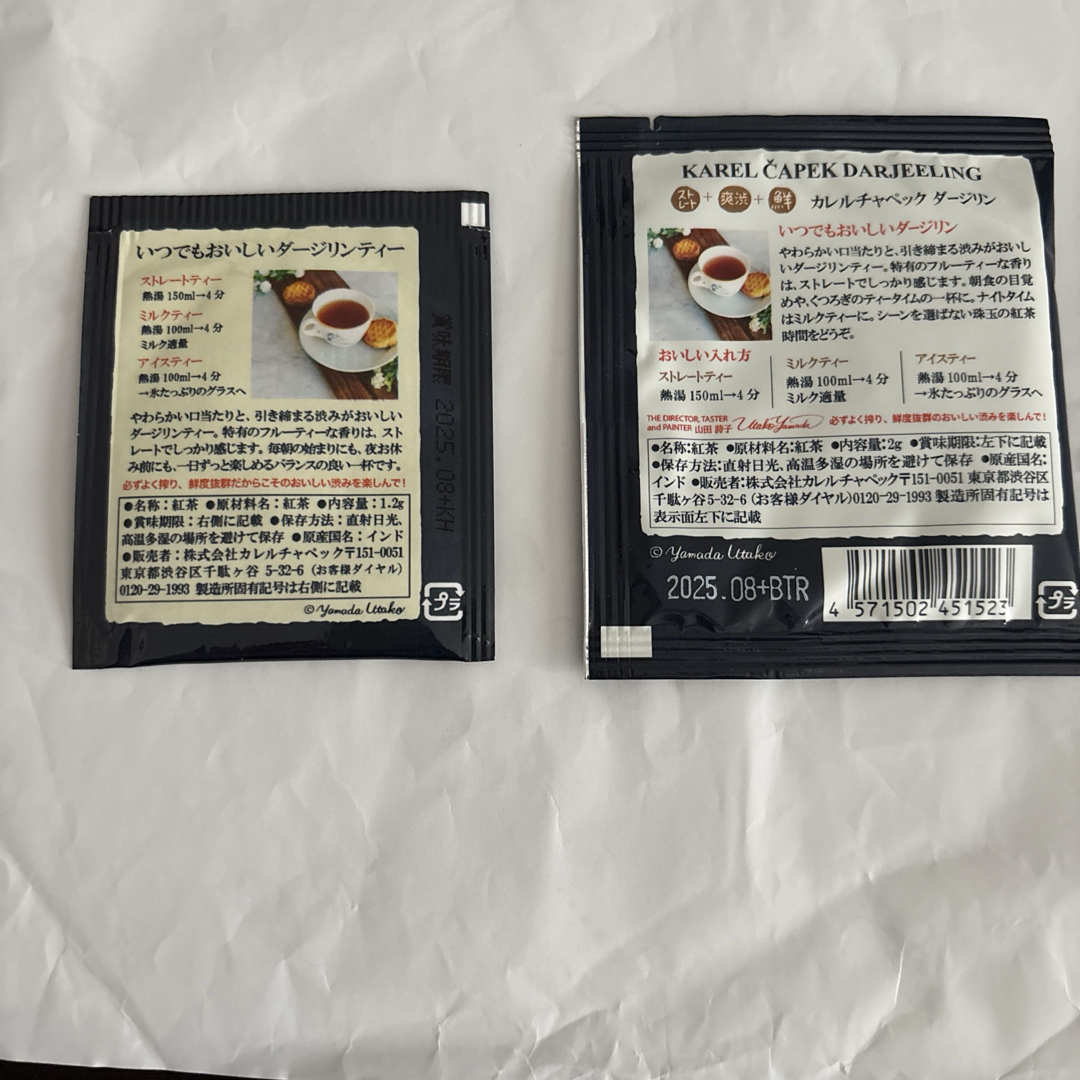 いつでもおいしいダージリンティー
ストレートティー
熱湯 150ml→4 分
ミルクティー
熱湯 100ml→4 分
ミルク適量
アイスティー
熱湯 100ml→4 分
→氷たっぷりのグラスへ
やわらかい口当たりと、引き締まる渋みがおいしい
ダージリンティー。特有のフルーティーな香りは、スト
レートでしっかり感じます。毎朝の始まりにも、夜お休
み前にも、一日ずっと楽しめるバランスの良い一杯です。
必ずよく搾り、鮮度抜群だからこそのおいしい渋みを楽しんで!
●名称:紅茶 ●原材料名:紅茶 ●内容量:1.2g
●賞味期限:右側に記載 ●保存方法:直射日光、
高温多湿の場所を避けて保存 ●原産国名:インド
●販売者:株式会社カレルチャペック〒151-0051
東京都渋谷区千駄ヶ谷 5-32-6 (お客様ダイヤル)
0120-29-1993 製造所固有記号は右側に記載
©Yamada Utako
賞味期限 2025.08+KH
プラ
KAREL ČAPEK DARJEELING
ストレート+爽渋+鮮 カレルチャペック ダージリン
いつでもおいしいダージリン
やわらかい口当たりと、引き締まる渋みがおいし
いダージリンティー。特有のフルーティーな香り
は、ストレートでしっかり感じます。朝食の目覚
めや、くつろぎのティータイムの一杯に。ナイトタイム
はミルクティーに。シーンを選ばない珠玉の紅茶
時間をどうぞ。
おいしい入れ方
ストレートティー
熱湯 150ml→4 分
ミルクティー
熱湯 100ml→4 分
ミルク適量
アイスティー
熱湯 100ml→4 分
→氷たっぷりのグラスへ
THE DIRECTOR, TASTER
and PAINTER 山田 詩子 Utako Yamada 必ずよく搾り、鮮度抜群のおいしい渋みを楽しんで!
●名称:紅茶 ●原材料名:紅茶 ●内容量:2g ●賞味期限:左下に記載
●保存方法:直射日光、高温多湿の場所を避けて保存 ●原産国名:
インド ●販売者:株式会社カレルチャペック〒151-0051 東京都渋谷区
千駄ヶ谷 5-32-6 (お客様ダイヤル)0120-29-1993 製造所固有記号は
表示面左下に記載
©Yamada Utako
2025.08+BTR
4 571502 451523
プラ